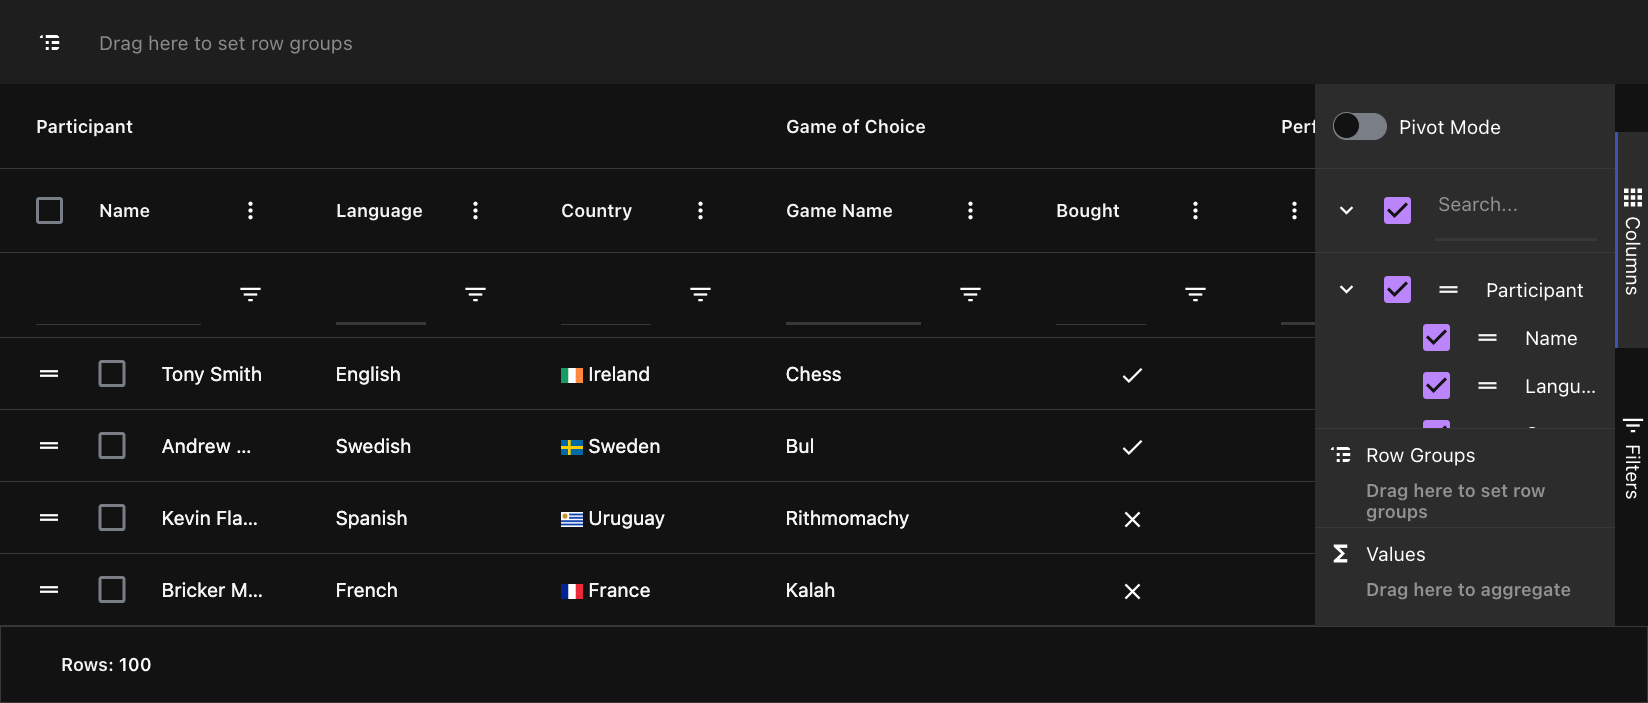 Drag here to set row groups
Participant Game of Choice Perf
Pivot Mode
Name Language Country Game Name Bought
Search...
Participant
Name
Langu...
Tony Smith English Ireland Chess
Andrew ... Swedish Sweden Bul
Kevin Fla... Spanish Uruguay Rithmomachy
Bricker M... French France Kalah
Row Groups
Drag here to set row
groups
Values
Drag here to aggregate
Columns
Filters
Rows: 100